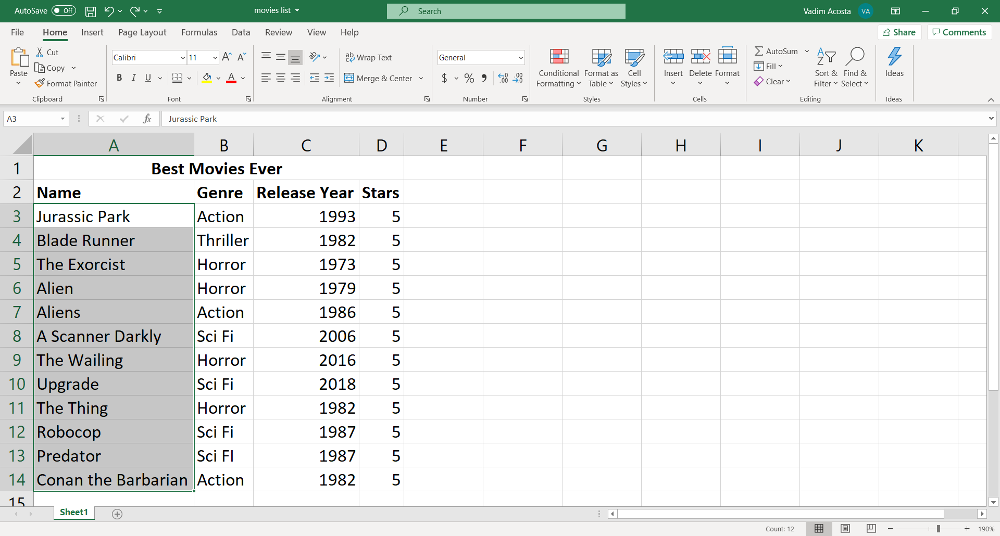 AutoSave Off movies list Search Vadim Acosta VA
File Home Insert Page Layout Formulas Data Review View Help Share Comments
Paste Cut Copy Format Painter
Clipboard
Calibri 11 A A
B I U A
Font
ab Wrap Text
Merge & Center
Alignment
General
$ % 9 .00 .00
Number
Conditional Formatting Format as Table Cell Styles
Styles
Insert Delete Format
Cells
AutoSum
Fill
Clear
Sort & Filter Find & Select
Editing
Ideas
Ideas
A3 fx Jurassic Park
A B C D E F G H I J K
1 Best Movies Ever
2 Name Genre Release Year Stars
3 Jurassic Park Action 1993 5
4 Blade Runner Thriller 1982 5
5 The Exorcist Horror 1973 5
6 Alien Horror 1979 5
7 Aliens Action 1986 5
8 A Scanner Darkly Sci Fi 2006 5
9 The Wailing Horror 2016 5
10 Upgrade Sci Fi 2018 5
11 The Thing Horror 1982 5
12 Robocop Sci Fi 1987 5
13 Predator Sci FI 1987 5
14 Conan the Barbarian Action 1982 5
15
Sheet1
Count: 12 190%